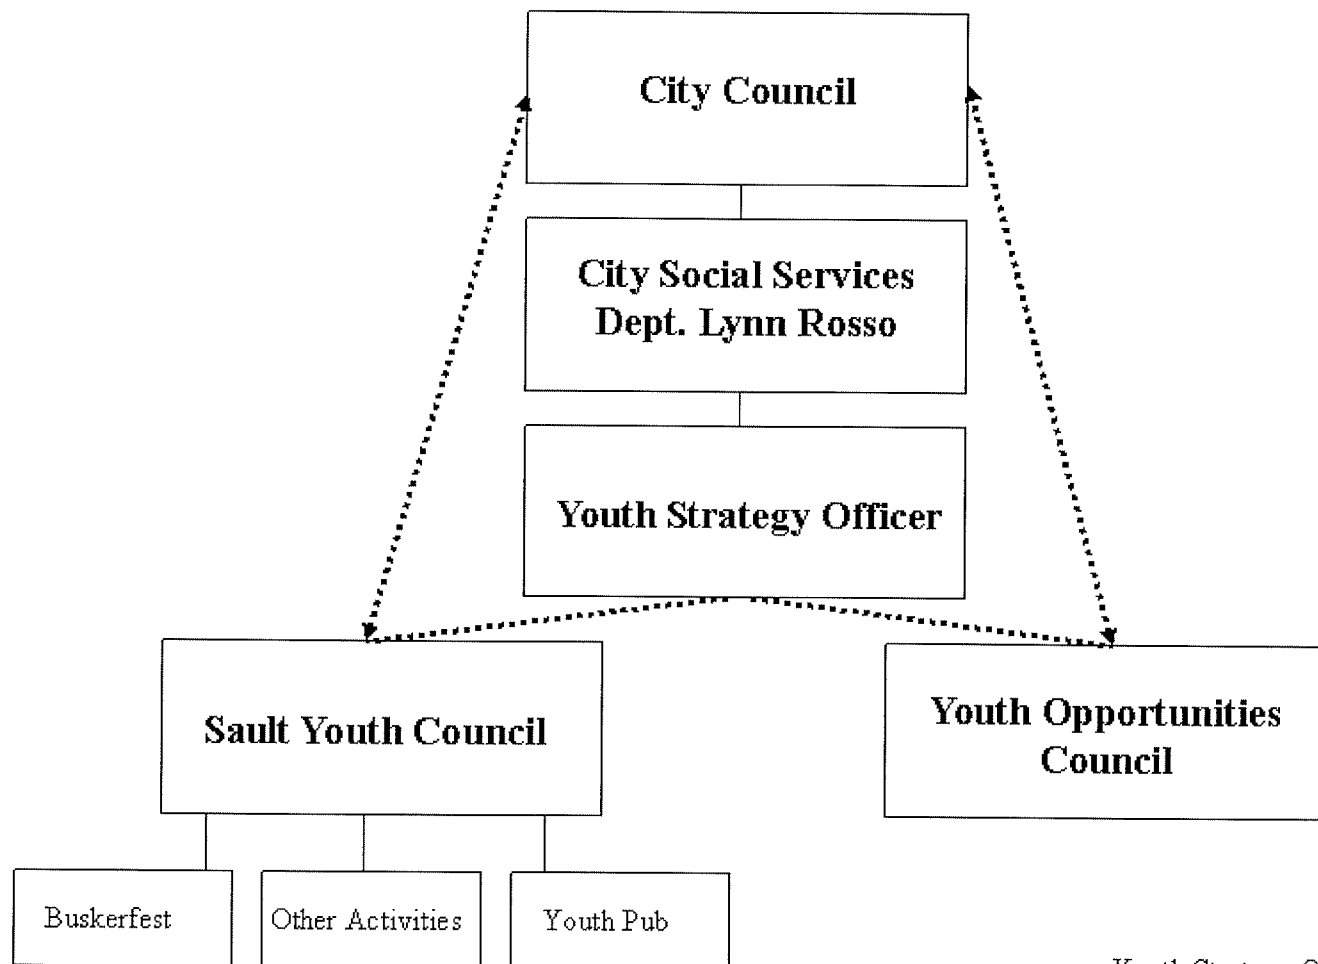 City Council
City Social Services
Dept. Lynn Rosso
Youth Strategy Officer
Sault Youth Council
Youth Opportunities
Council
Buskerfest
Other Activities
Youth Pub